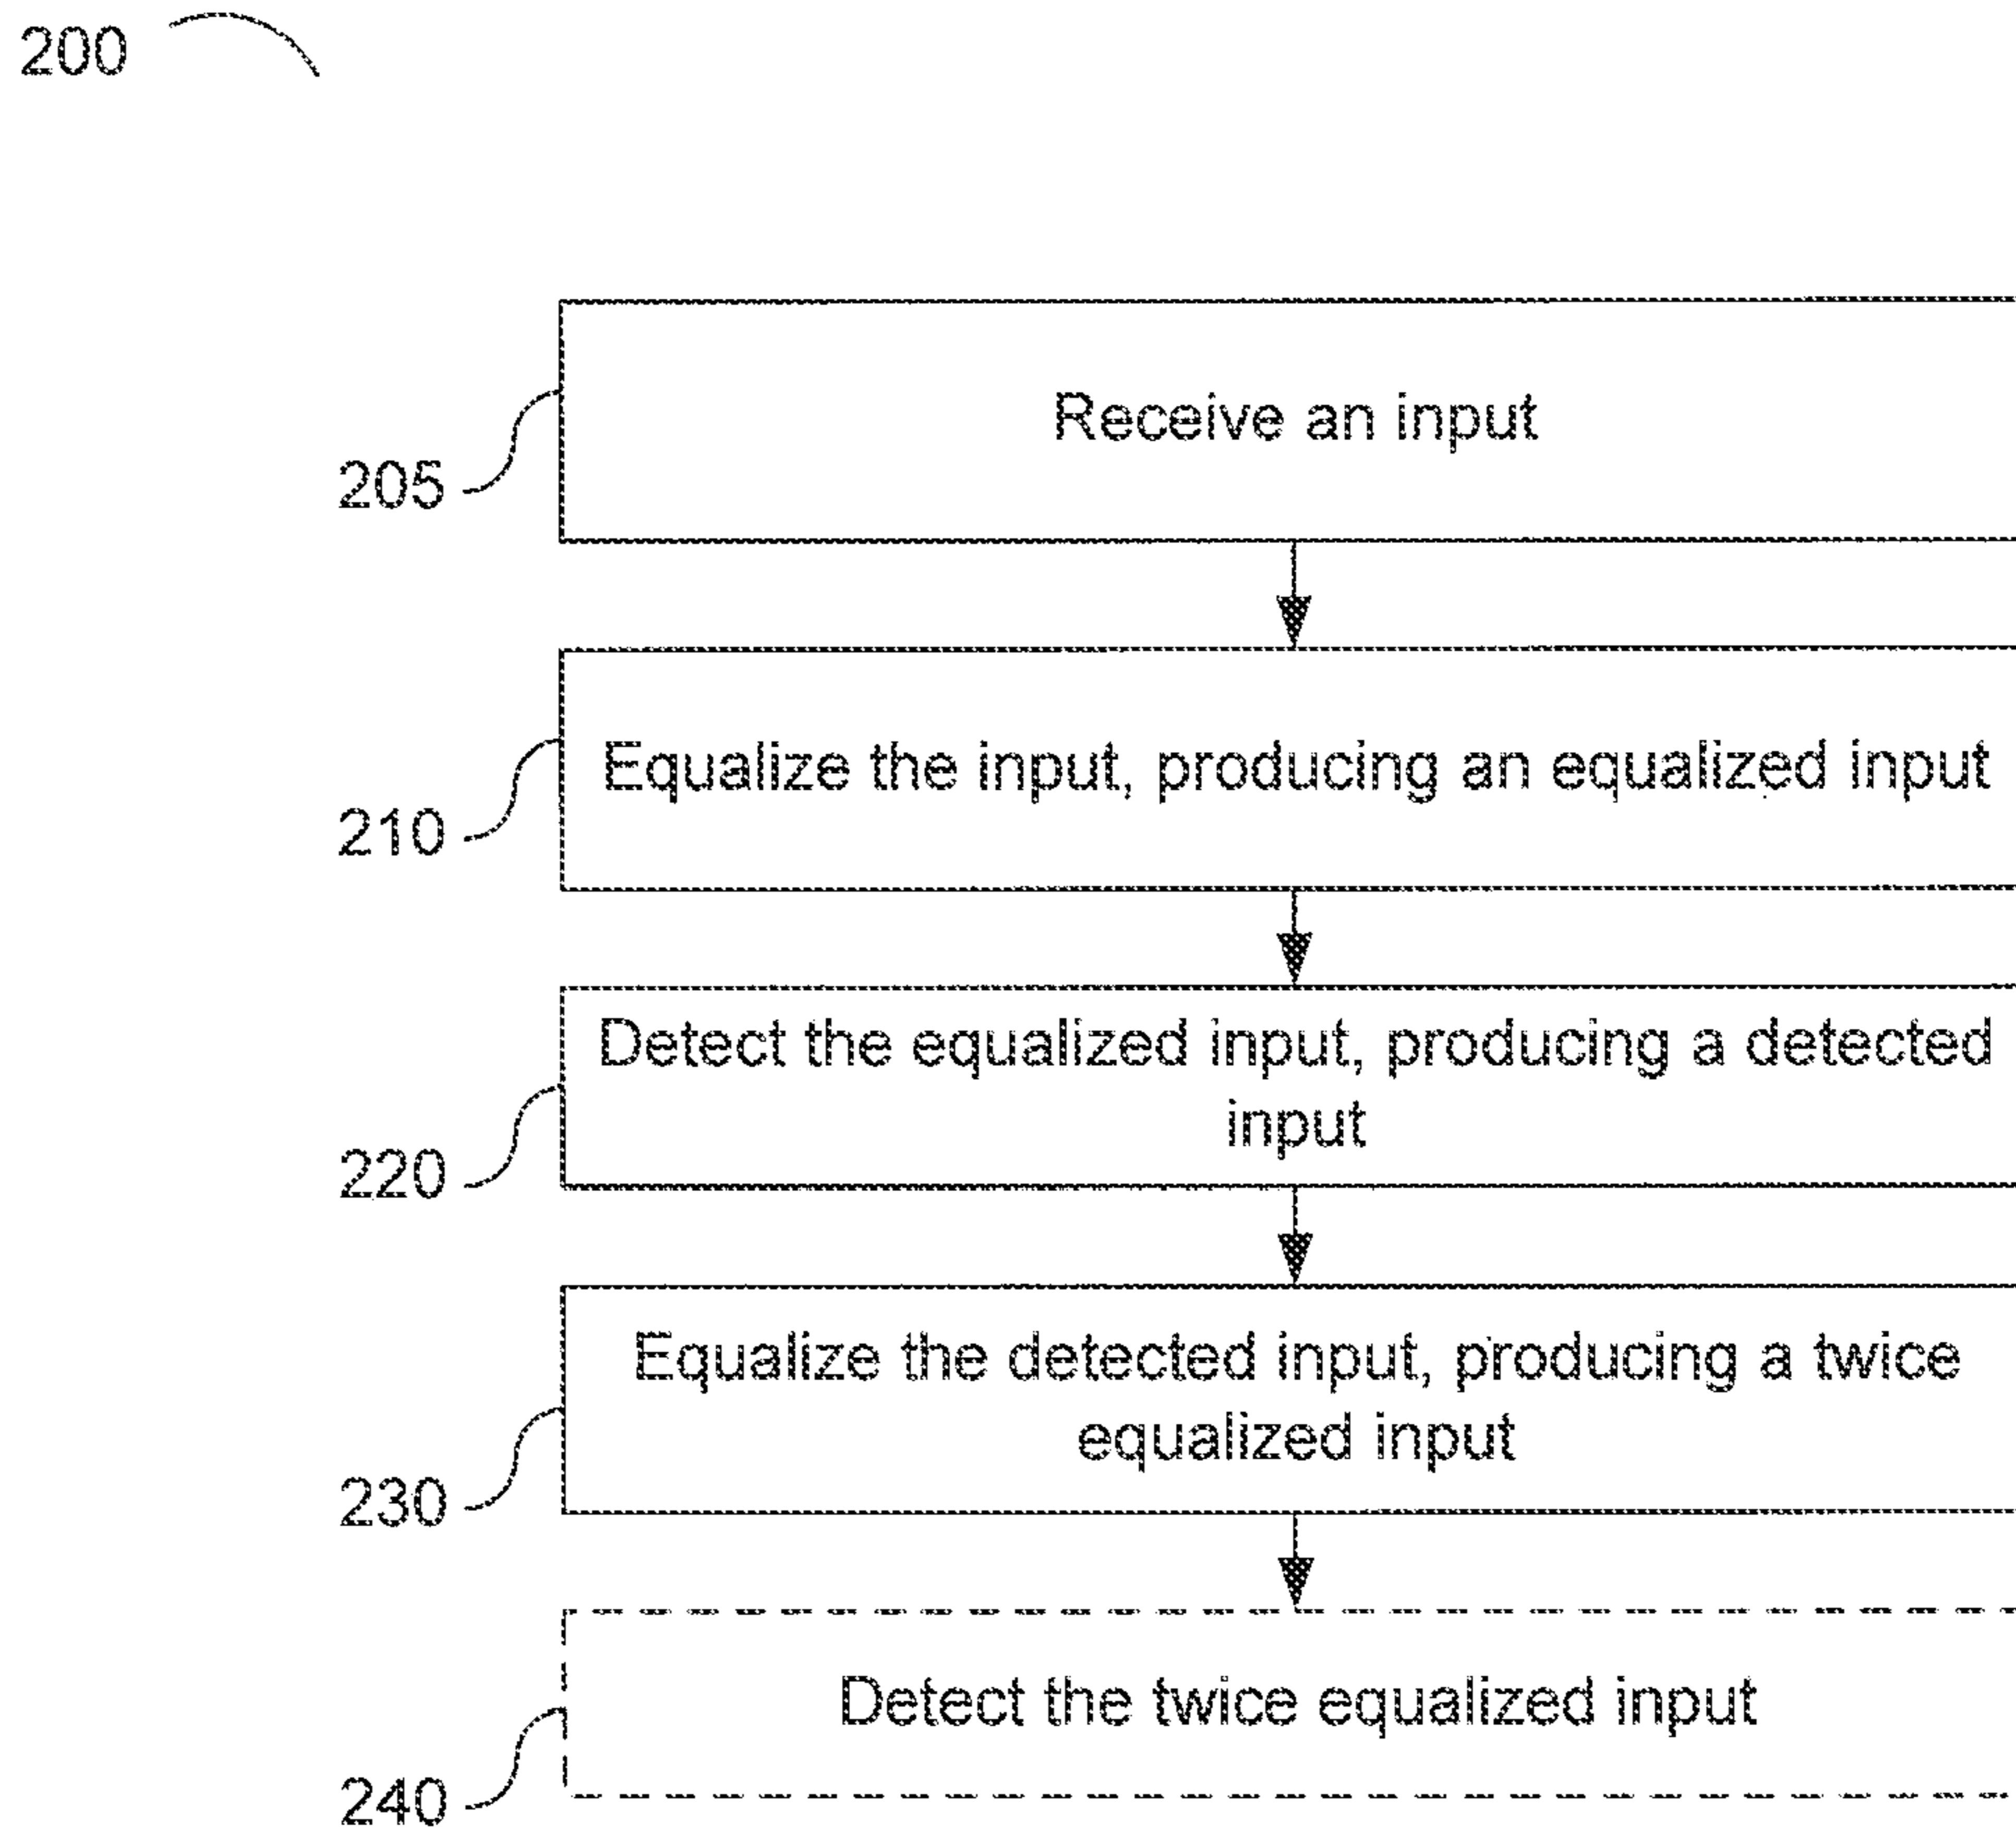 200
Receive an input
205
Equalize the input, producing an equalized input
210
Detect the equalized input, producing a detected
input
220
Equalize the detected input, producing a twice
equalized input
230
Detect the twice equalized input
240